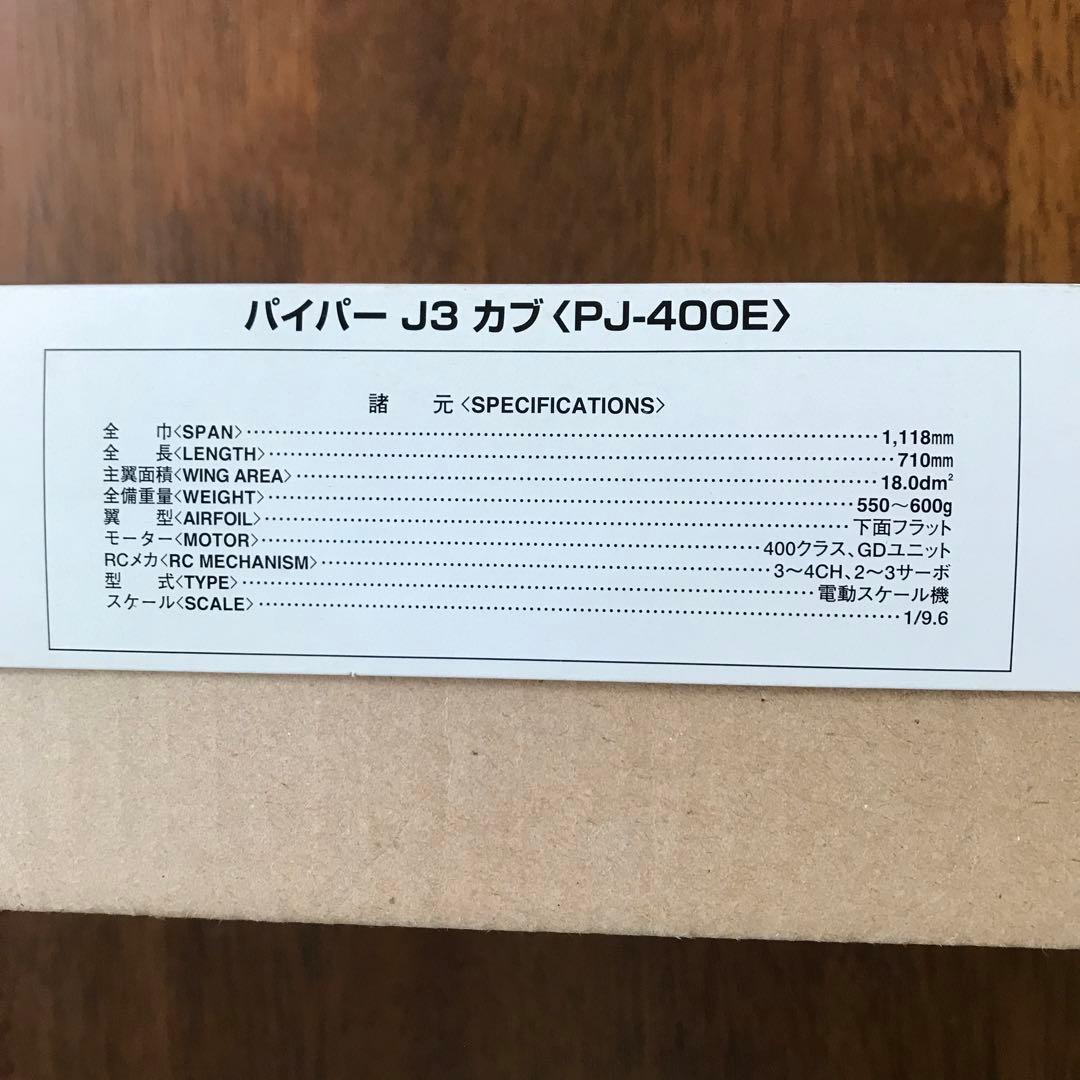 パイパー J3 カブ〈PJ-400E〉
諸 元〈SPECIFICATIONS〉
全 巾〈SPAN〉 1,118mm
全 長〈LENGTH〉 710mm
主翼面積〈WING AREA〉 18.0dm²
全備重量〈WEIGHT〉 550～600g
翼 型〈AIRFOIL〉 下面フラット
モーター〈MOTOR〉 400クラス、GDユニット
RCメカ〈RC MECHANISM〉 3～4CH、2～3サーボ
型 式〈TYPE〉 電動スケール機
スケール〈SCALE〉 1/9.6